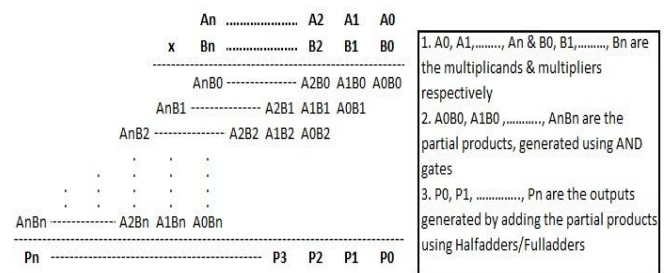 An ..................... A2 A1 A0
x Bn ..................... B2 B1 B0
AnB0 -------------- A2B0 A1B0 A0B0
AnB1 -------------- A2B1 A1B1 A0B1
AnB2 -------------- A2B2 A1B2 A0B2
. . .
. . . .
. . . . .
AnBn ------------- A2Bn A1Bn A0Bn
Pn ------------------------------------------ P3 P2 P1 P0
1. A0, A1,........, An & B0, B1,........., Bn are
the multiplicands & multipliers
respectively
2. A0B0, A1B0 ,..........., AnBn are the
partial products, generated using AND
gates
3. P0, P1, .............., Pn are the outputs
generated by adding the partial products
using Halfadders/Fulladders